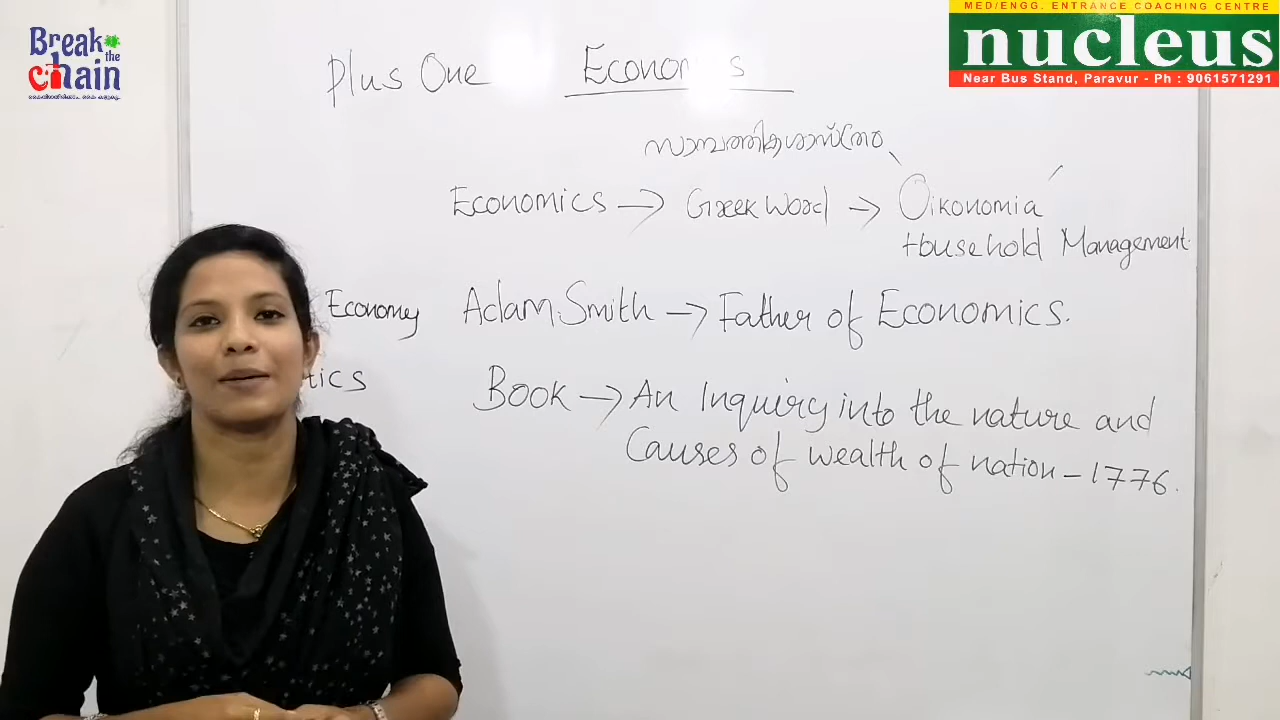 Break
the
chain
MED/ENGG. ENTRANCE COACHING CENTRE
nucleus
Near Bus Stand, Paravur - Ph : 9061571291
Plus One Economics
സാമ്പത്തികശാസ്ത്രം
Economics → Greek Word → Oikonomia
Household Management.
Economy Adam Smith → Father of Economics.
tics
Book → An Inquiry into the nature and
Causes of wealth of nation - 1776.